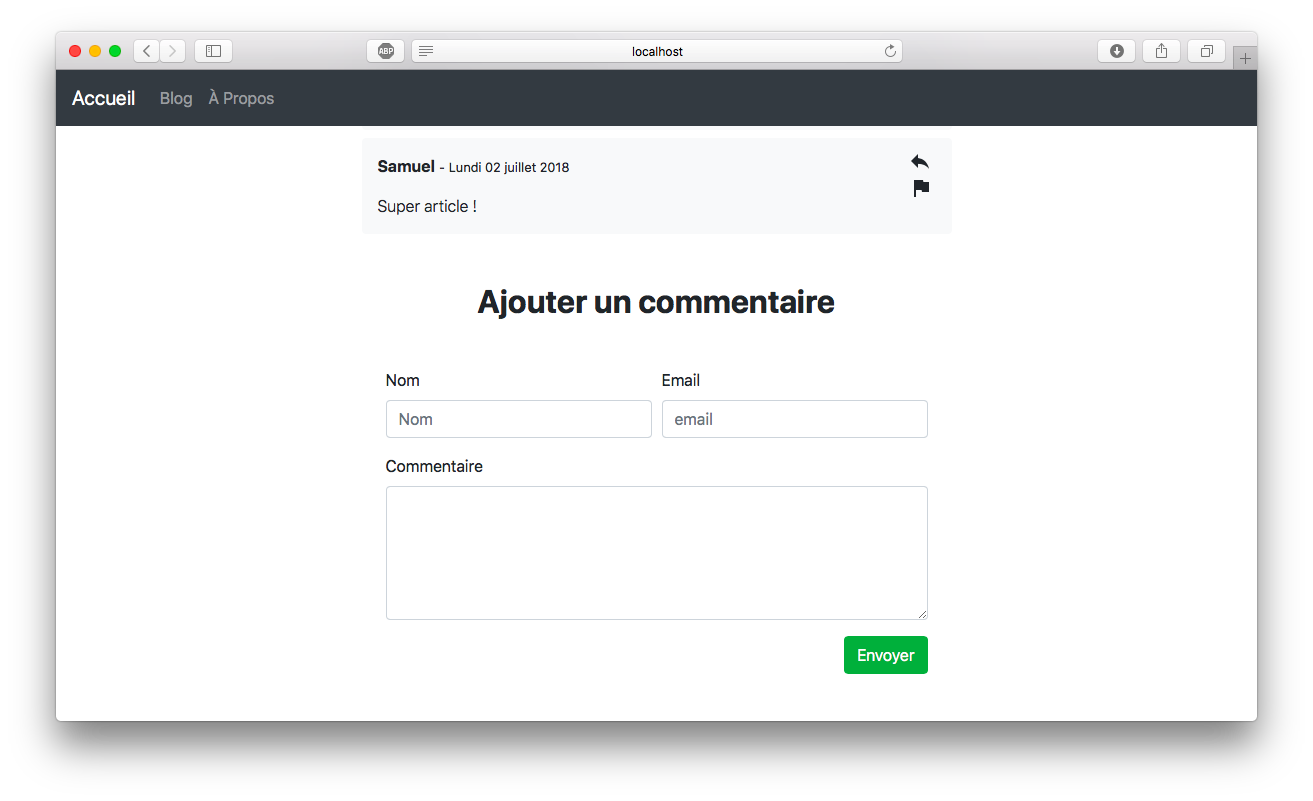 ABP
localhost
Accueil Blog À Propos
Samuel - Lundi 02 juillet 2018
Super article !
Ajouter un commentaire
Nom Email
Nom email
Commentaire
Envoyer